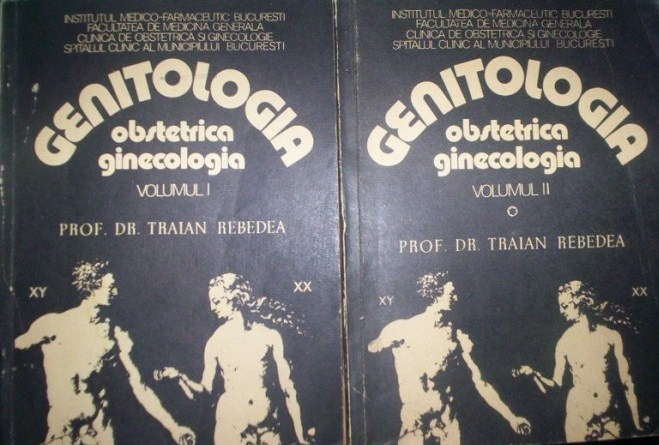 INSTITUTUL MEDICO-FARMACEUTIC BUCURESTI
FACULTATEA DE MEDICINA GENERALA
CLINICA DE OBSTETRICA SI GINECOLOGIE
SPITALUL CLINIC AL MUNICIPIULUI BUCURESTI
GENITOLOGIA
obstetrica
ginecologia
VOLUMUL I
PROF. DR. TRAIAN REBEDEA
XY
XX
INSTITUTUL MEDICO-FARMACEUTIC BUCURESTI
FACULTATEA DE MEDICINA GENERALA
CLINICA DE OBSTETRICA SI GINECOLOGIE
SPITALUL CLINIC AL MUNICIPIULUI BUCURESTI
GENITOLOGIA
obstetrica
ginecologia
VOLUMUL II
PROF. DR. TRAIAN REBEDEA
XY
XX